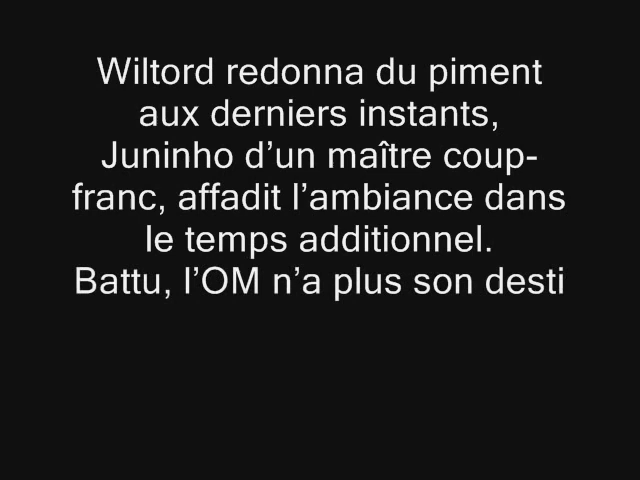 Wiltord redonna du piment
aux derniers instants,
Juninho d’un maître coup-
franc, affadit l’ambiance dans
le temps additionnel.
Battu, l’OM n’a plus son desti